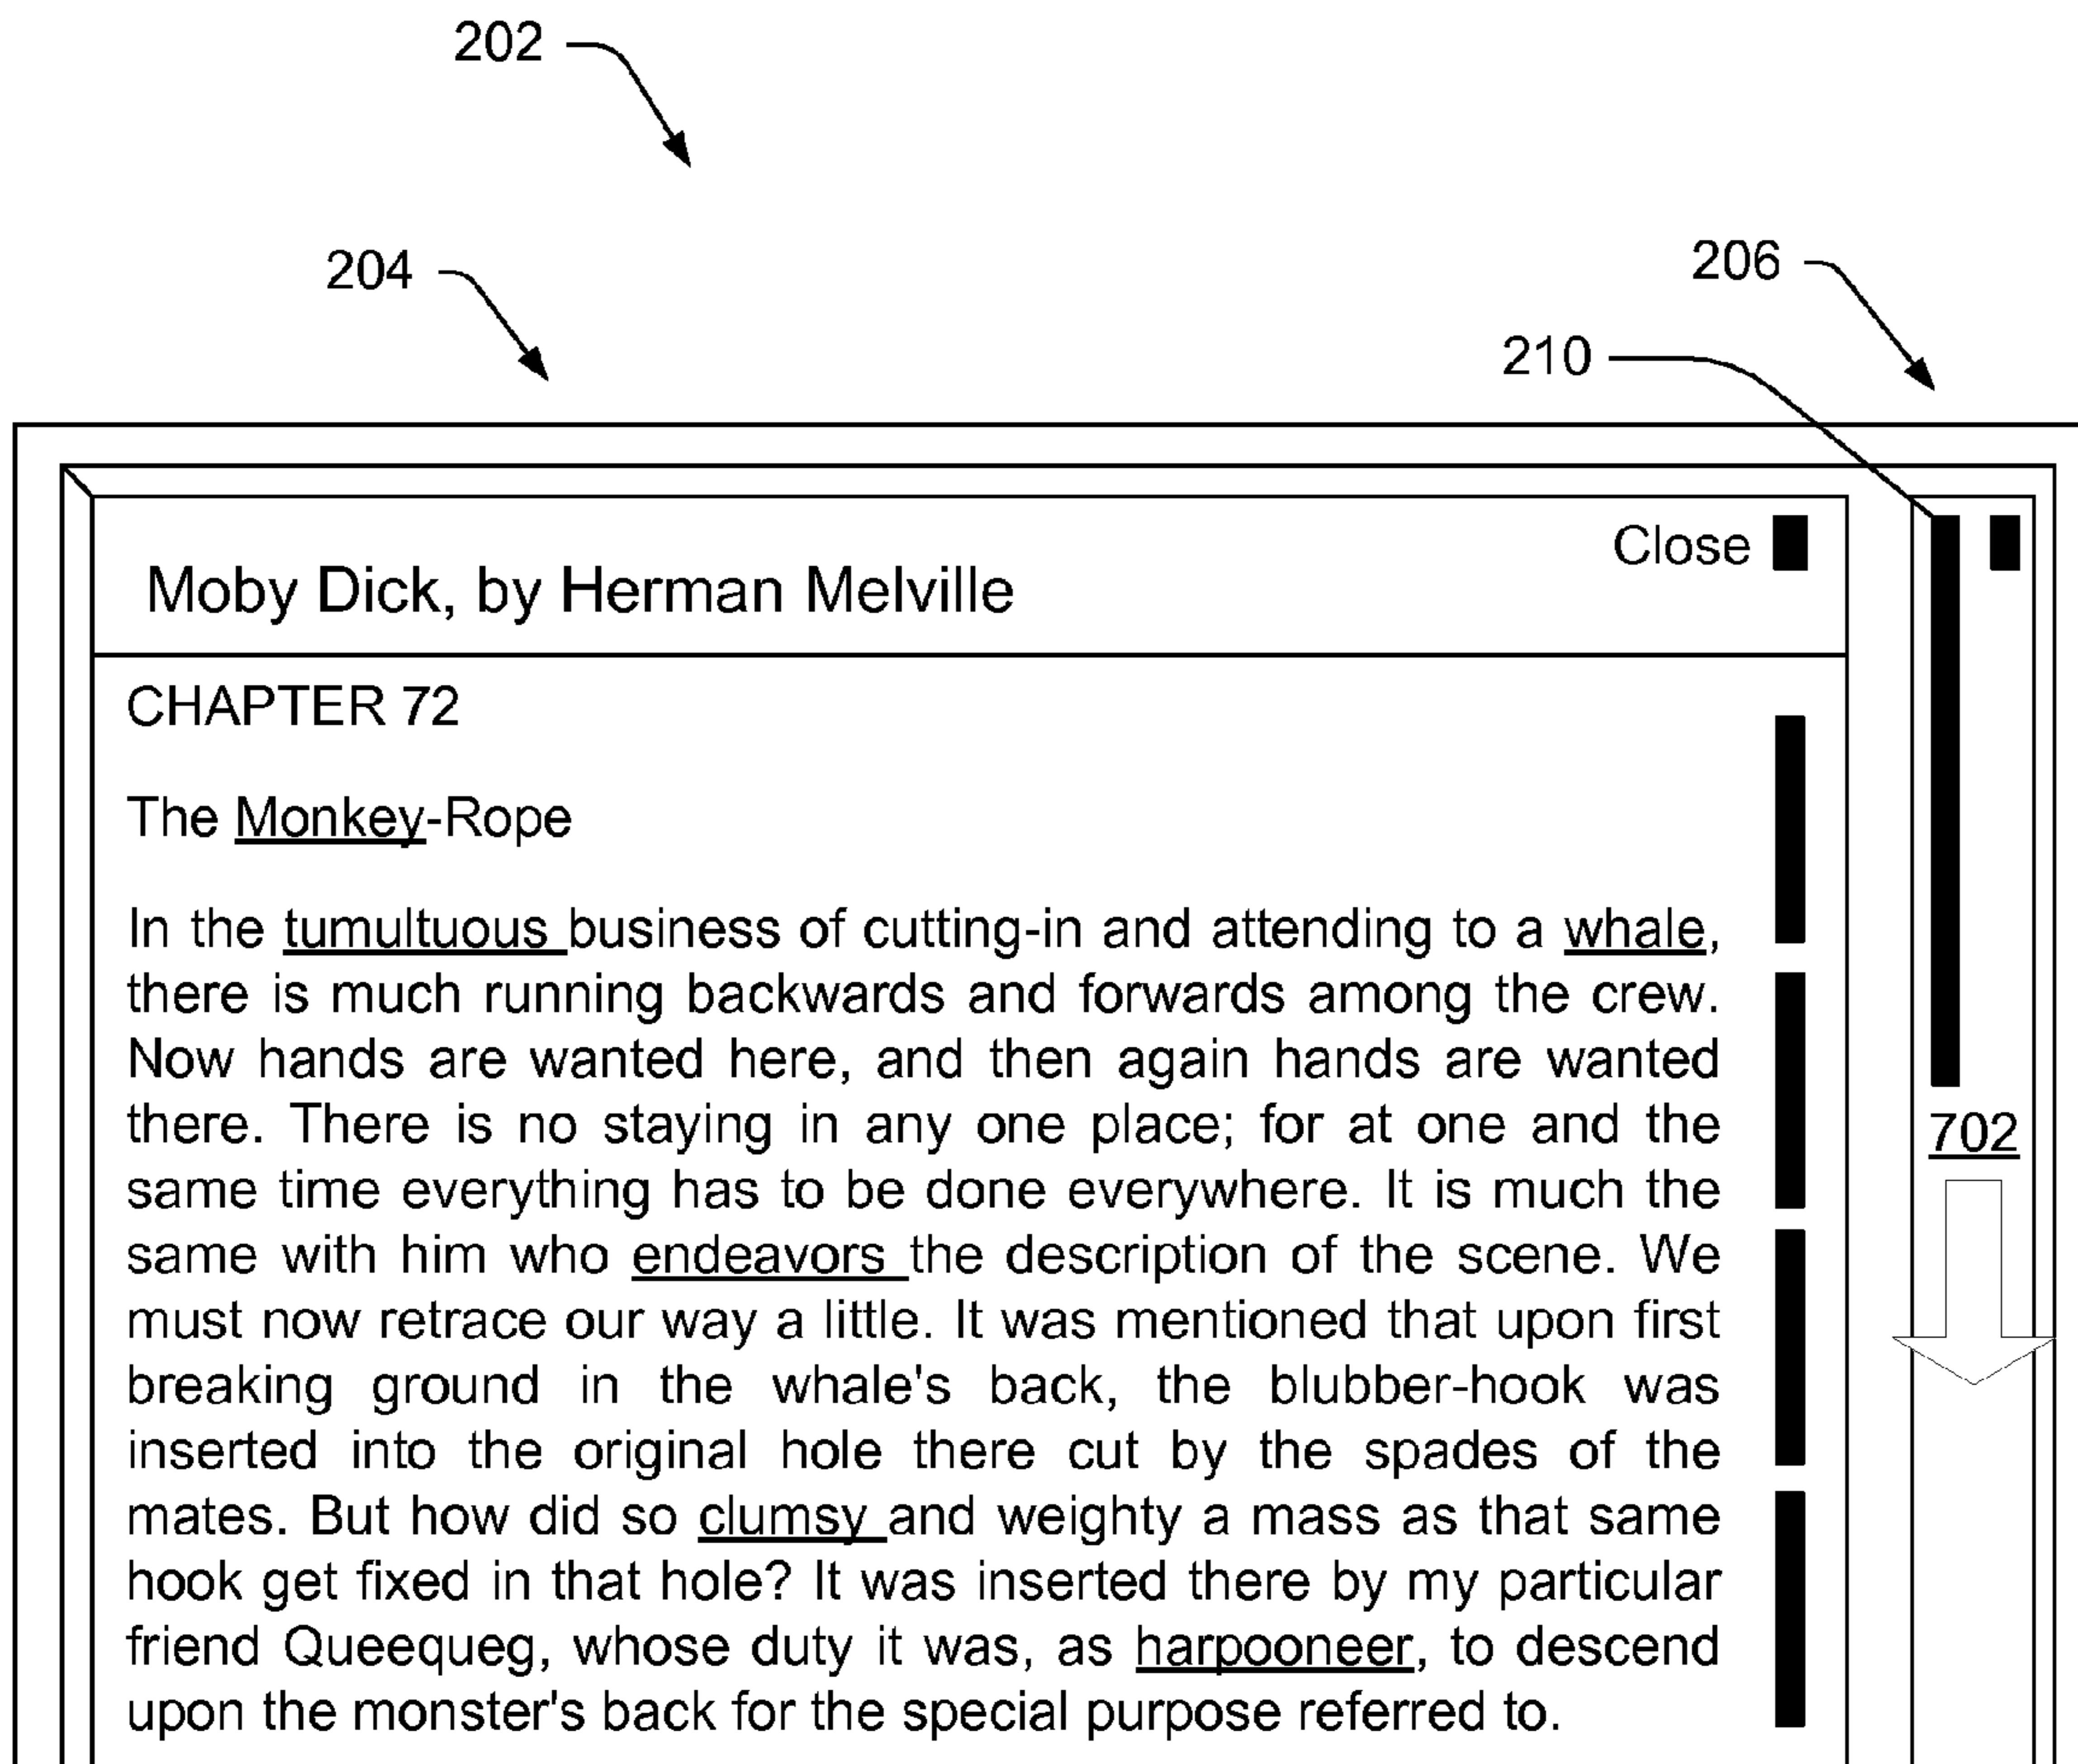 202
204
206
210
Close
Moby Dick, by Herman Melville
CHAPTER 72
The Monkey-Rope
In the tumultuous business of cutting-in and attending to a whale,
there is much running backwards and forwards among the crew.
Now hands are wanted here, and then again hands are wanted
there. There is no staying in any one place; for at one and the
702
same time everything has to be done everywhere. It is much the
same with him who endeavors the description of the scene. We
must now retrace our way a little. It was mentioned that upon first
breaking ground in the whale's back, the blubber-hook was
inserted into the original hole there cut by the spades of the
mates. But how did so clumsy and weighty a mass as that same
hook get fixed in that hole? It was inserted there by my particular
friend Queequeg, whose duty it was, as harpooneer, to descend
upon the monster's back for the special purpose referred to.